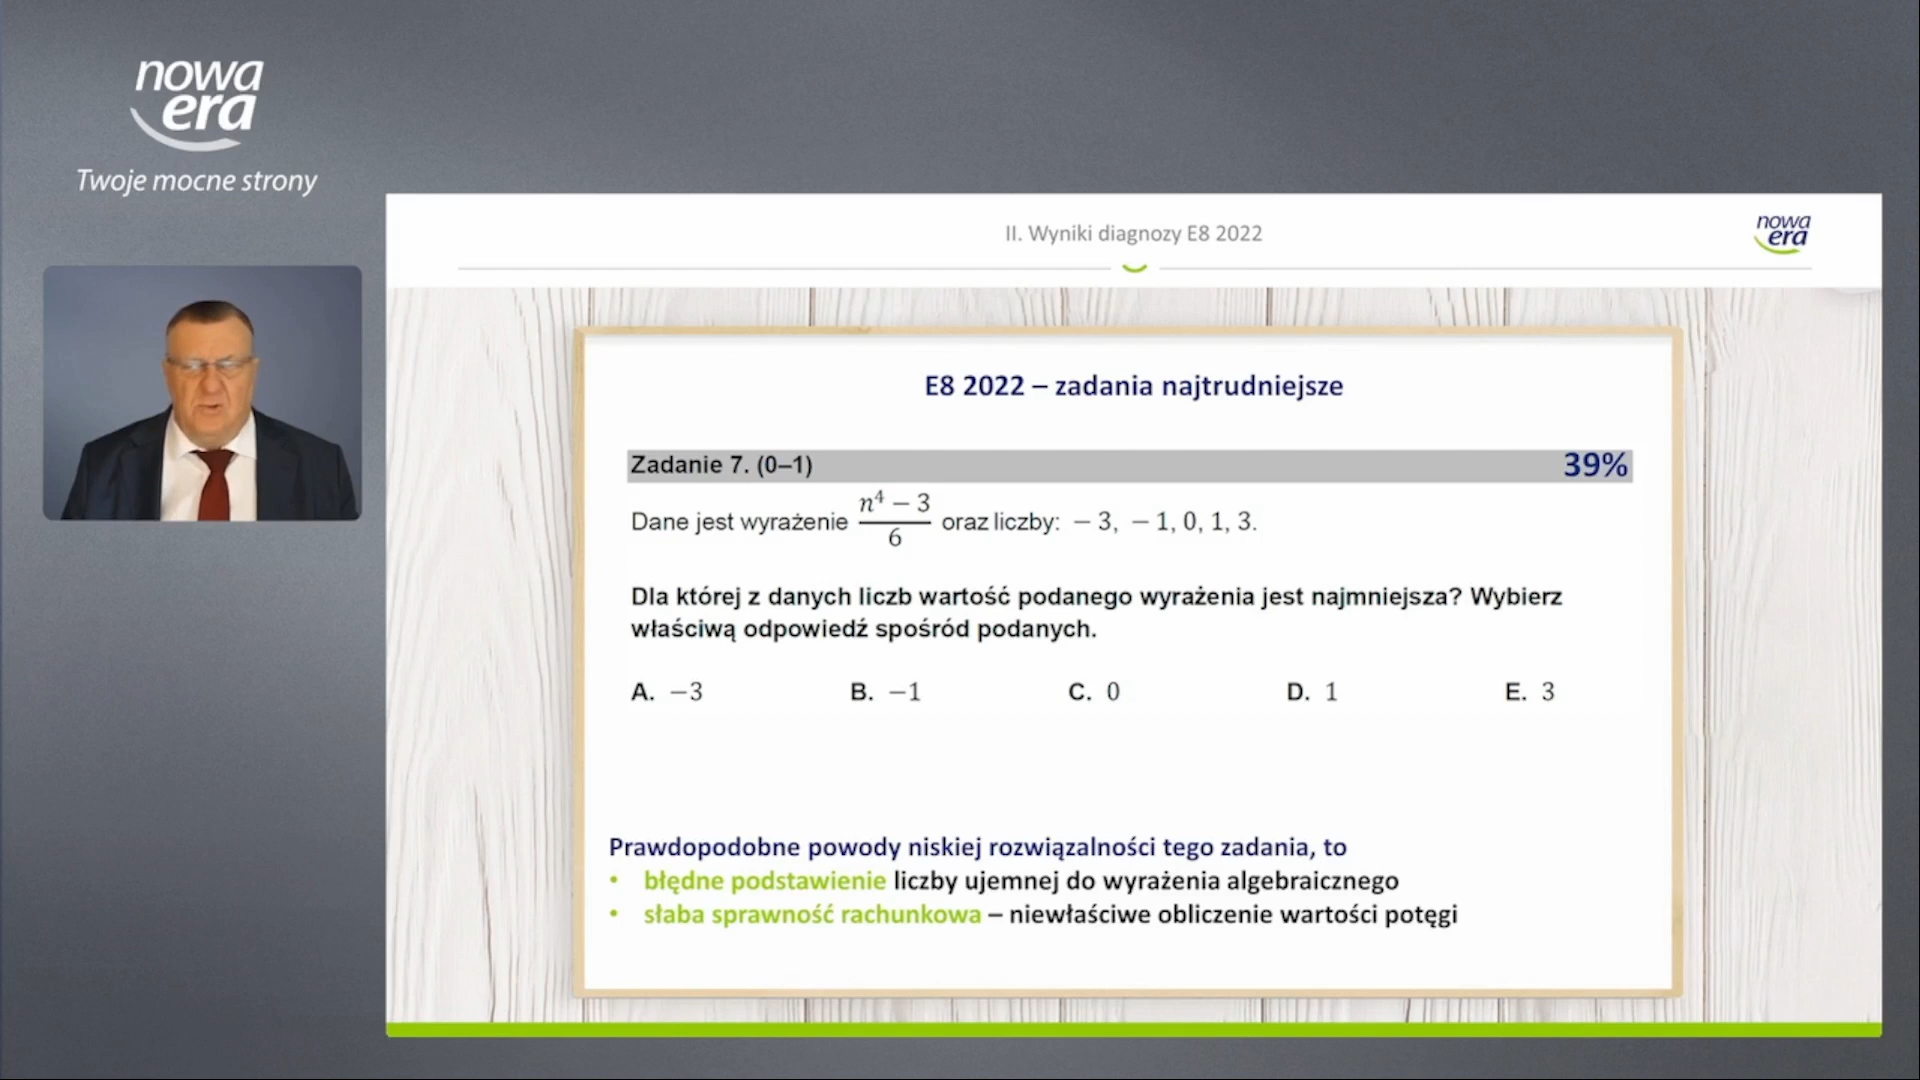 nowa
era
Twoje mocne strony
II. Wyniki diagnozy E8 2022
nowa
era
E8 2022 – zadania najtrudniejsze
Zadanie 7. (0–1) 39%
Dane jest wyrażenie \frac{n^4 - 3}{6} oraz liczby: − 3, − 1, 0, 1, 3.
Dla której z danych liczb wartość podanego wyrażenia jest najmniejsza? Wybierz
właściwą odpowiedź spośród podanych.
A. −3 B. −1 C. 0 D. 1 E. 3
Prawdopodobne powody niskiej rozwiązalności tego zadania, to
• błędne podstawienie liczby ujemnej do wyrażenia algebraicznego
• słaba sprawność rachunkowa – niewłaściwe obliczenie wartości potęgi